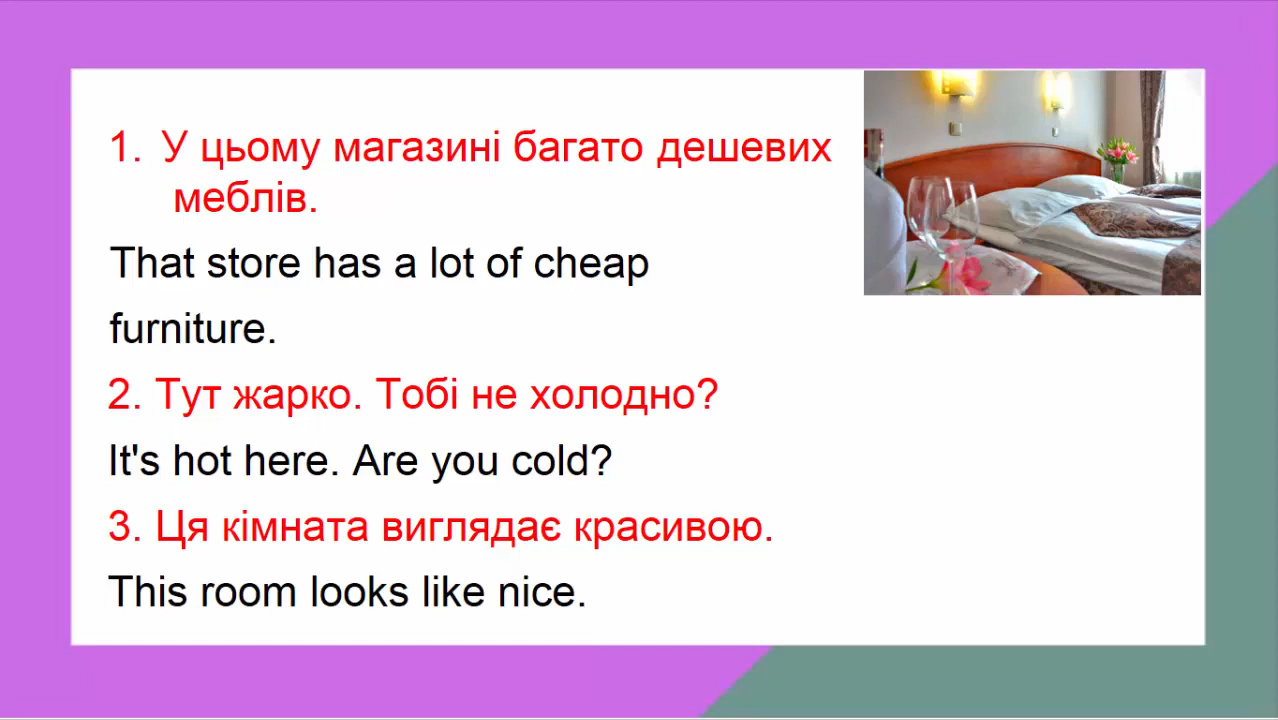 1. У цьому магазині багато дешевих
меблів.
That store has a lot of cheap
furniture.
2. Тут жарко. Тобі не холодно?
It's hot here. Are you cold?
3. Ця кімната виглядає красивою.
This room looks like nice.